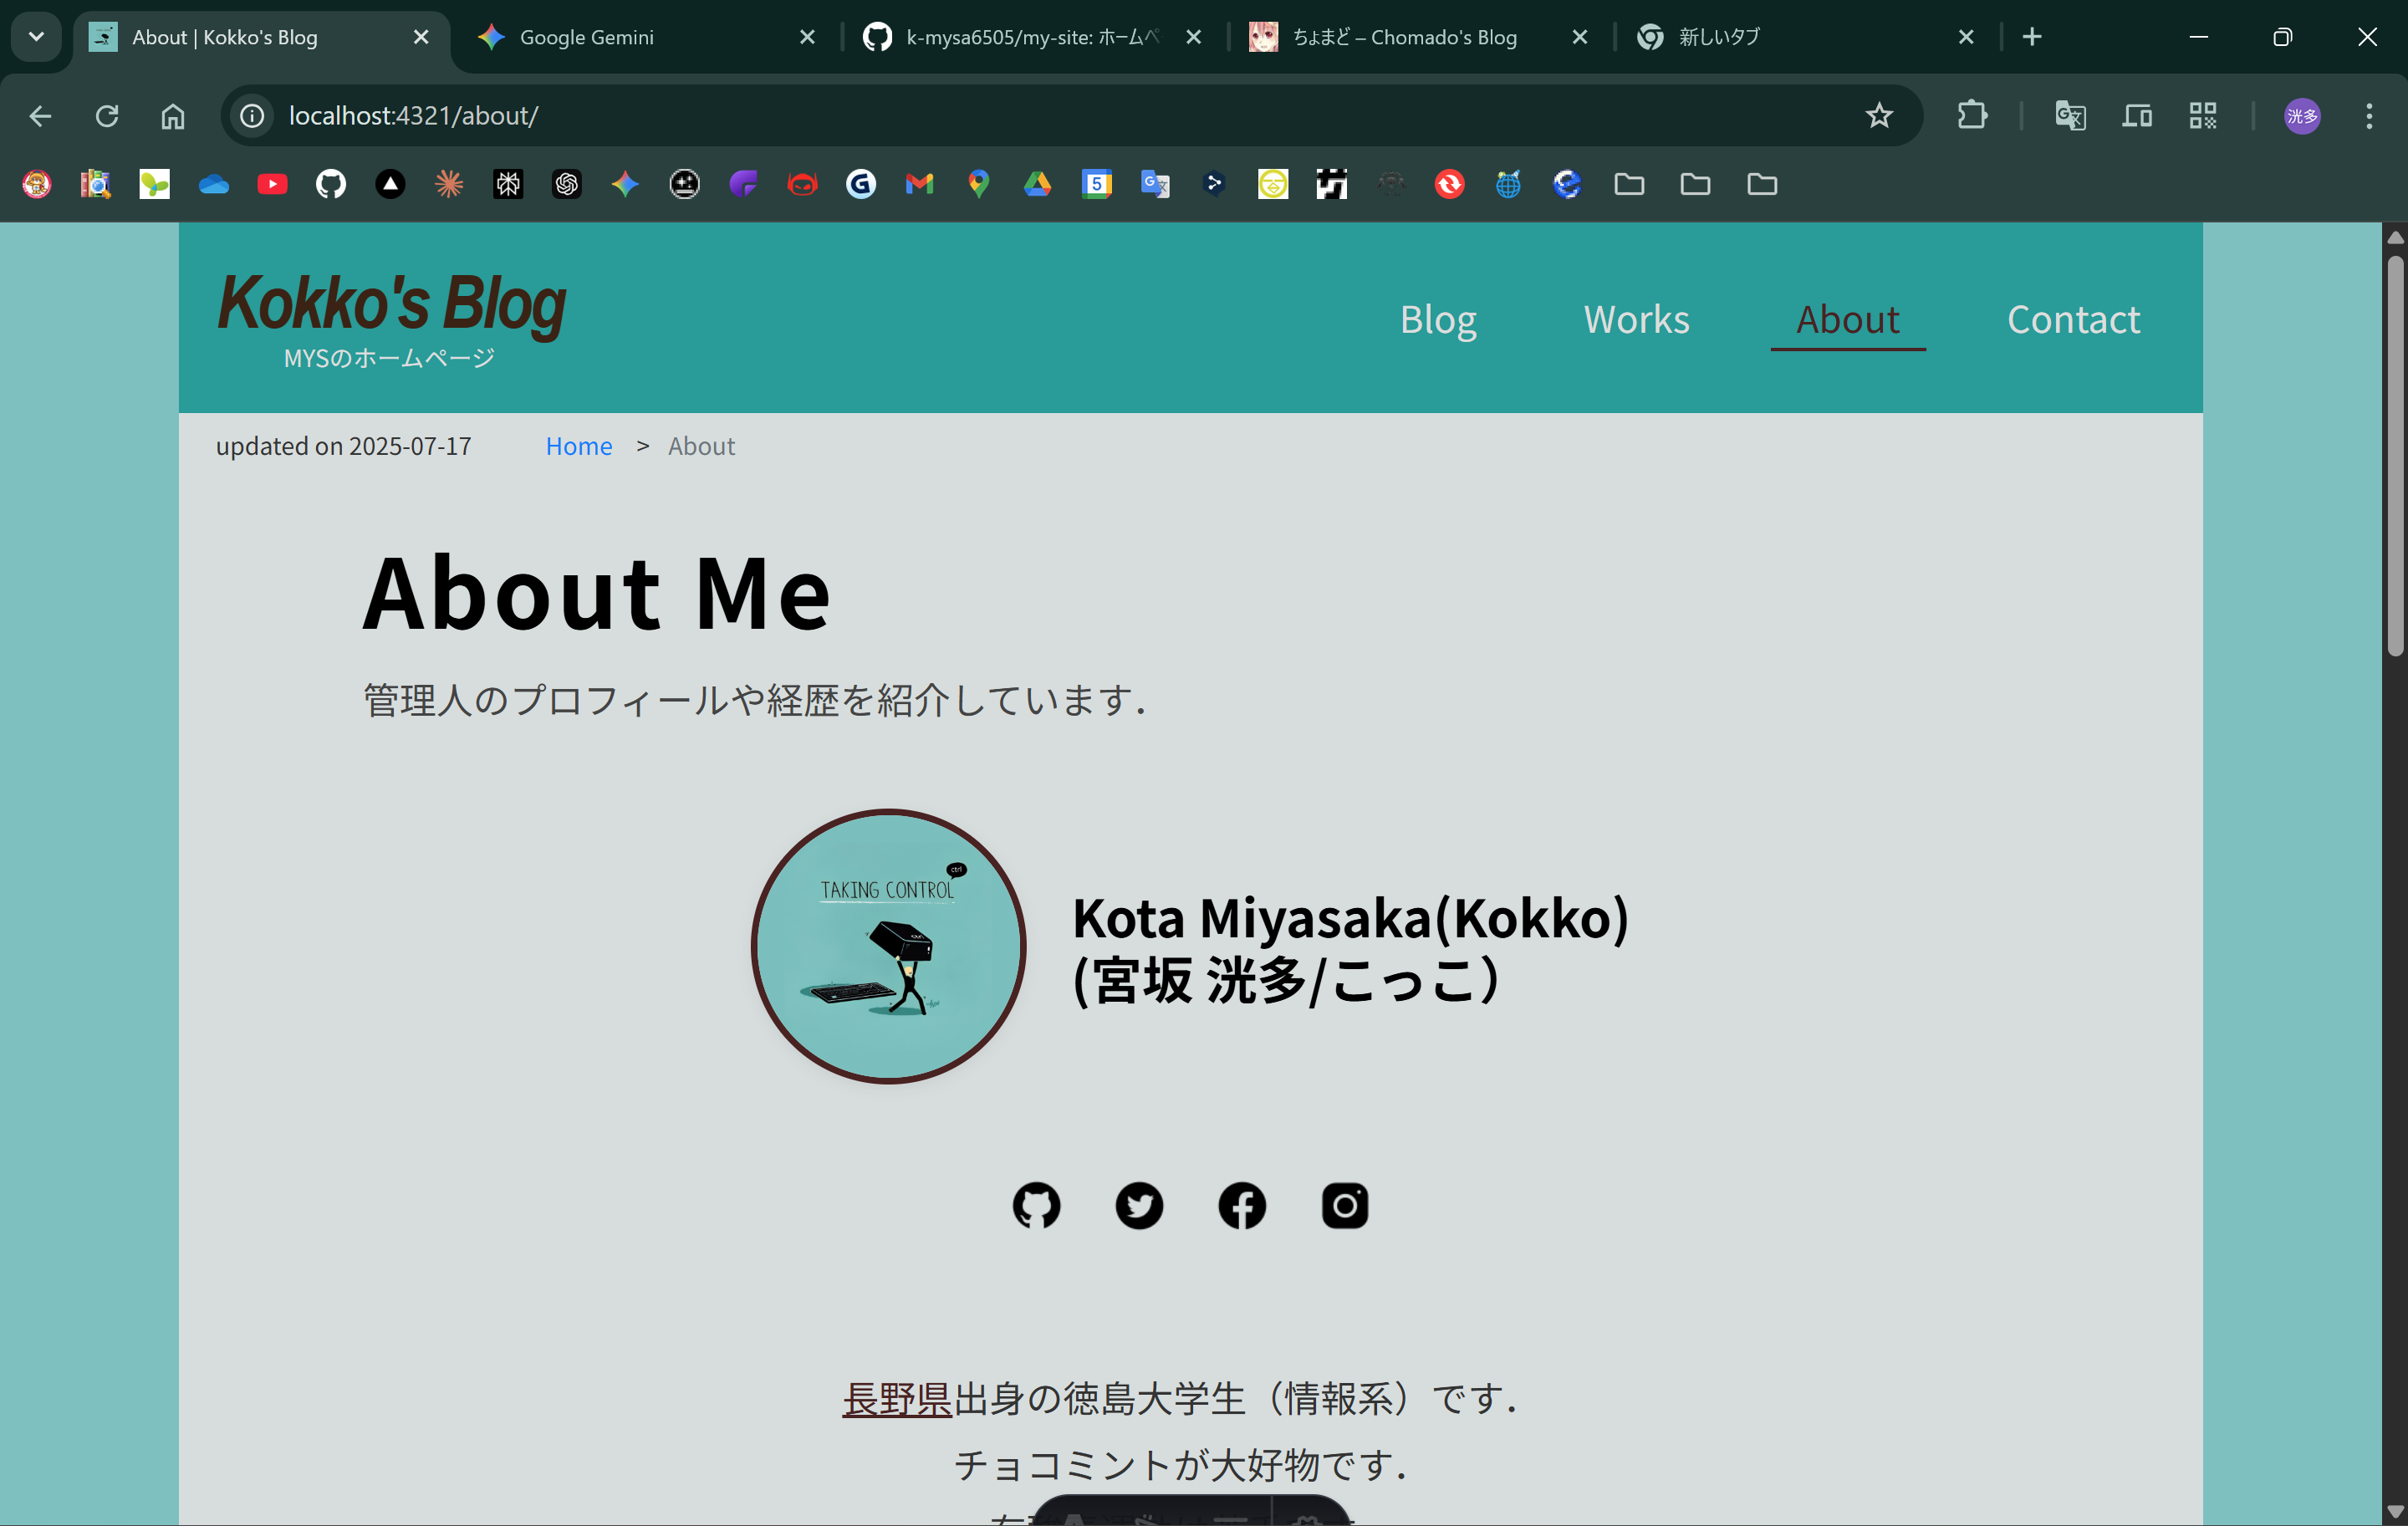 About | Kokko's Blog
Google Gemini
k-mysa6505/my-site: ホームペ
ちょまど – Chomado's Blog
新しいタブ
localhost:4321/about/
洸多
Kokko's Blog
MYSのホームページ
Blog
Works
About
Contact
updated on 2025-07-17
Home > About
About Me
管理人のプロフィールや経歴を紹介しています．
ctrl
TAKING CONTROL
Kota Miyasaka(Kokko)
(宮坂 洸多/こっこ）
長野県出身の徳島大学生（情報系）です．
チョコミントが大好物です．